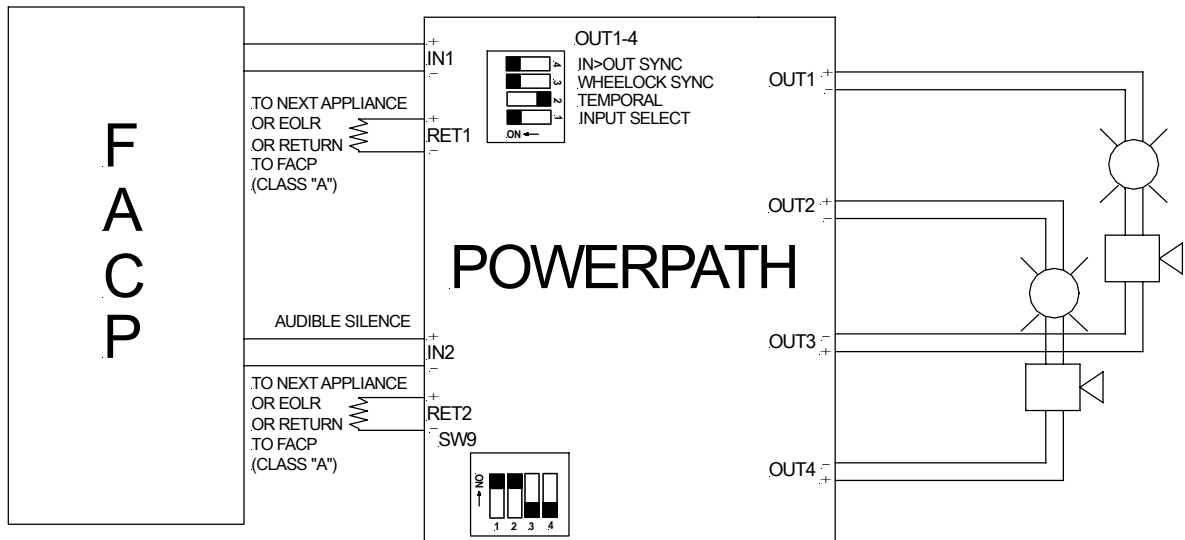 FACP
+
IN1
−
TO NEXT APPLIANCE
OR EOLR
OR RETURN
TO FACP
(CLASS "A")
+
RET1
−
OUT1-4
4 IN>OUT SYNC
3 WHEELOCK SYNC
2 TEMPORAL
1 INPUT SELECT
ON ←
POWERPATH
AUDIBLE SILENCE
+
IN2
−
TO NEXT APPLIANCE
OR EOLR
OR RETURN
TO FACP
(CLASS "A")
+
RET2
−
SW9
ON →
1 2 3 4
OUT1
+
−
OUT2
+
−
OUT3
−
+
OUT4
−
+